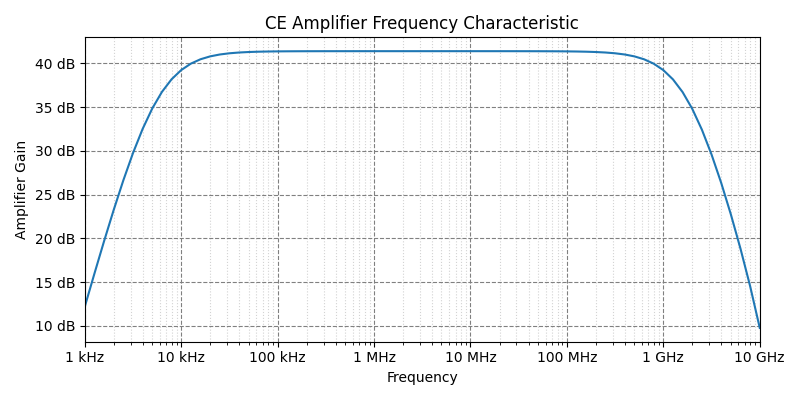 CE Amplifier Frequency Characteristic
40 dB
35 dB
30 dB
25 dB
20 dB
15 dB
10 dB
Amplifier Gain
1 kHz 10 kHz 100 kHz 1 MHz 10 MHz 100 MHz 1 GHz 10 GHz
Frequency